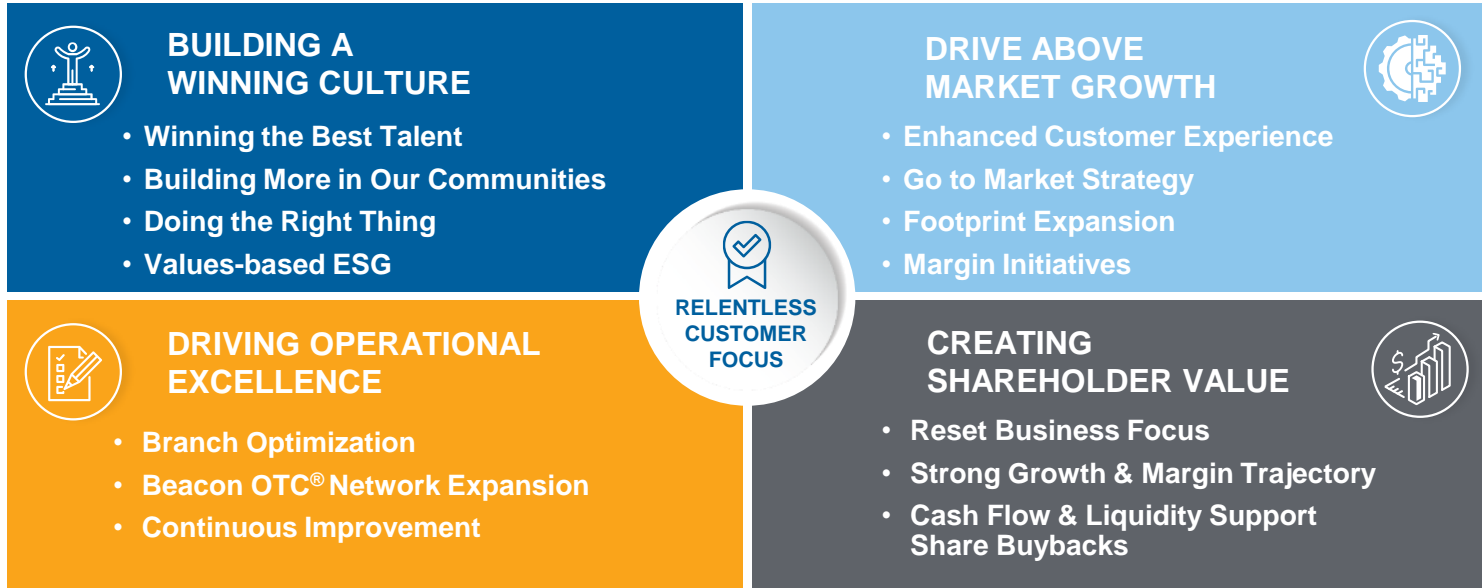 BUILDING A
WINNING CULTURE
• Winning the Best Talent
• Building More in Our Communities
• Doing the Right Thing
• Values-based ESG
DRIVE ABOVE
MARKET GROWTH
• Enhanced Customer Experience
• Go to Market Strategy
• Footprint Expansion
• Margin Initiatives
RELENTLESS
CUSTOMER
FOCUS
DRIVING OPERATIONAL
EXCELLENCE
• Branch Optimization
• Beacon OTC® Network Expansion
• Continuous Improvement
CREATING
SHAREHOLDER VALUE
$
• Reset Business Focus
• Strong Growth & Margin Trajectory
• Cash Flow & Liquidity Support
Share Buybacks